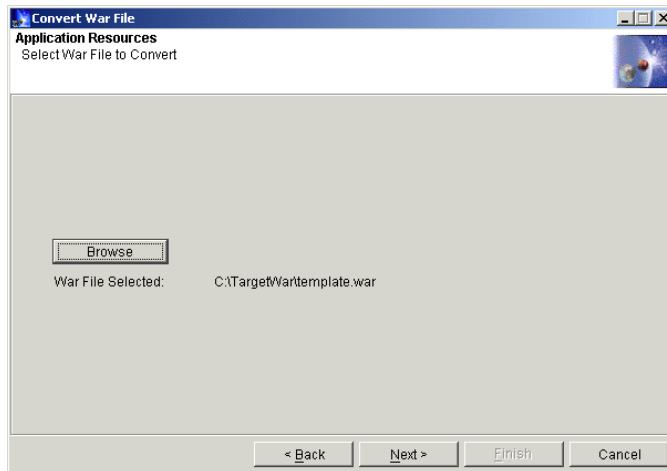 Convert War File
Application Resources
Select War File to Convert
Browse
War File Selected: C:\TargetWar\template.war
< Back Next > Finish Cancel